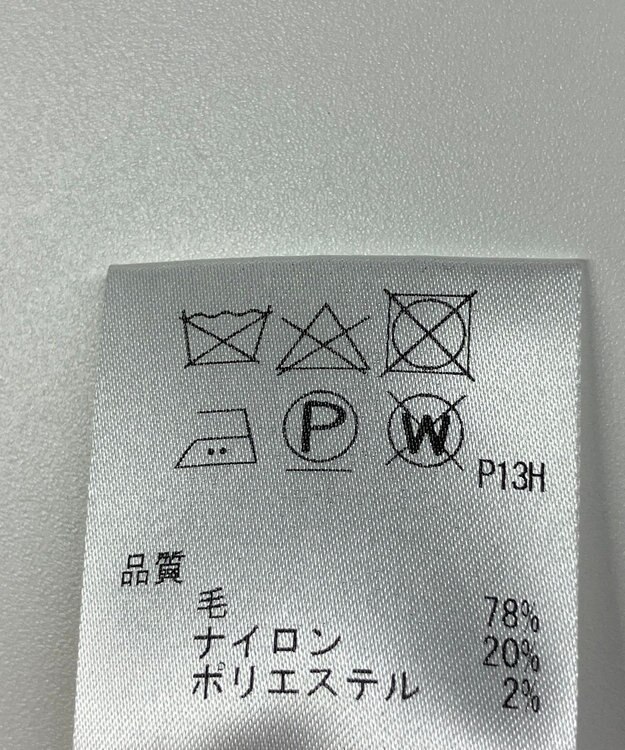 P W P13H
品質
毛 78%
ナイロン 20%
ポリエステル 2%